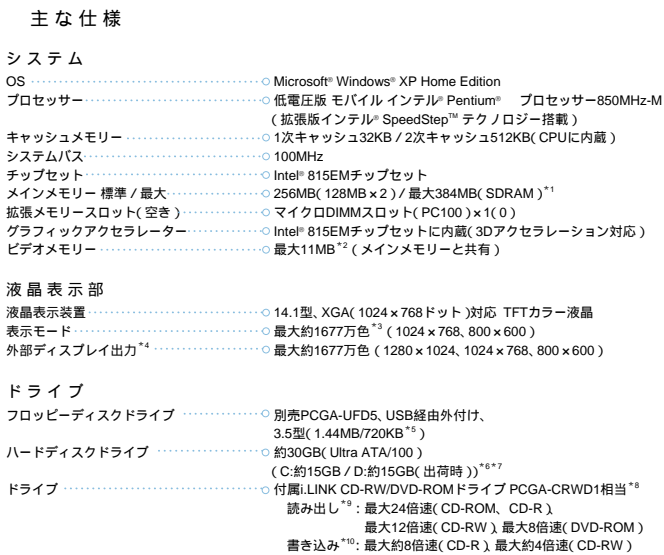 主な仕様
システム
OS Microsoft® Windows® XP Home Edition
プロセッサー 低電圧版 モバイル インテル® Pentium® プロセッサー850MHz-M
（拡張版インテル® SpeedStep™ テクノロジー搭載）
キャッシュメモリー 1次キャッシュ32KB / 2次キャッシュ512KB（CPUに内蔵）
システムバス 100MHz
チップセット Intel® 815EMチップセット
メインメモリー 標準 / 最大 256MB（128MB×2）/ 最大384MB（SDRAM）*1
拡張メモリースロット（空き） マイクロDIMMスロット（PC100）×1（0）
グラフィックアクセラレーター Intel® 815EMチップセットに内蔵（3Dアクセラレーション対応）
ビデオメモリー 最大11MB*2（メインメモリーと共有）
液晶表示部
液晶表示装置 14.1型、XGA（1024×768ドット）対応 TFTカラー液晶
表示モード 最大約1677万色*3（1024×768、800×600）
外部ディスプレイ出力*4 最大約1677万色（1280×1024、1024×768、800×600）
ドライブ
フロッピーディスクドライブ 別売PCGA-UFD5、USB経由外付け、
3.5型（1.44MB/720KB*5）
ハードディスクドライブ 約30GB（Ultra ATA/100）
（C:約15GB / D:約15GB（出荷時））*6*7
ドライブ 付属i.LINK CD-RW/DVD-ROMドライブ PCGA-CRWD1相当*8
読み出し*9：最大24倍速（CD-ROM、CD-R）、
最大12倍速（CD-RW）、最大8倍速（DVD-ROM）
書き込み*10：最大約8倍速（CD-R）、最大約4倍速（CD-RW）